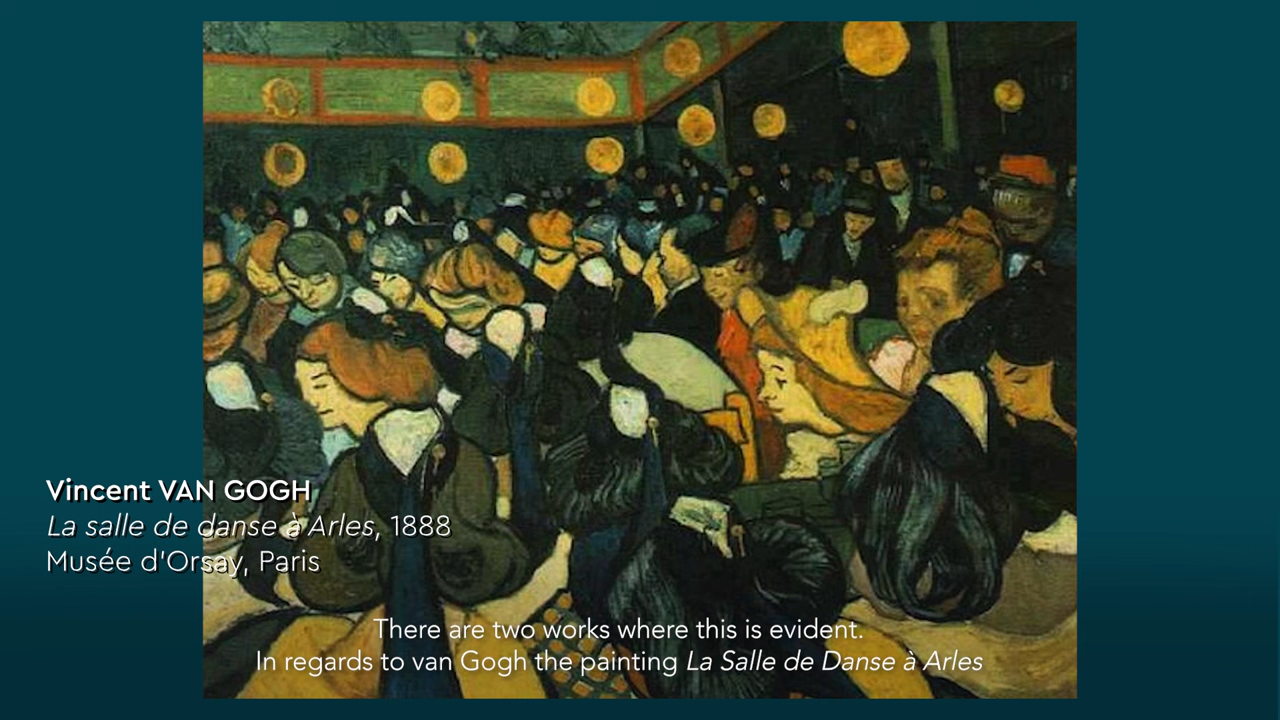 Vincent VAN GOGH
La salle de danse à Arles, 1888
Musée d'Orsay, Paris
There are two works where this is evident.
In regards to van Gogh the painting La Salle de Danse à Arles